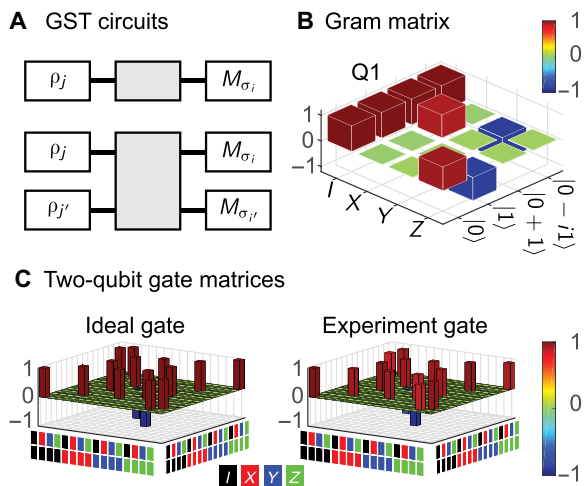 A GST circuits
ρj Mσi
ρj Mσi
ρj′ Mσi′
B Gram matrix
Q1
1
0
−1
I X Y Z
|0⟩ |1⟩ |0 + 1⟩ |0 − i1⟩
1
0
−1
C Two-qubit gate matrices
Ideal gate
1
0
−1
Experiment gate
1
0
−1
1
0
−1
I X Y Z